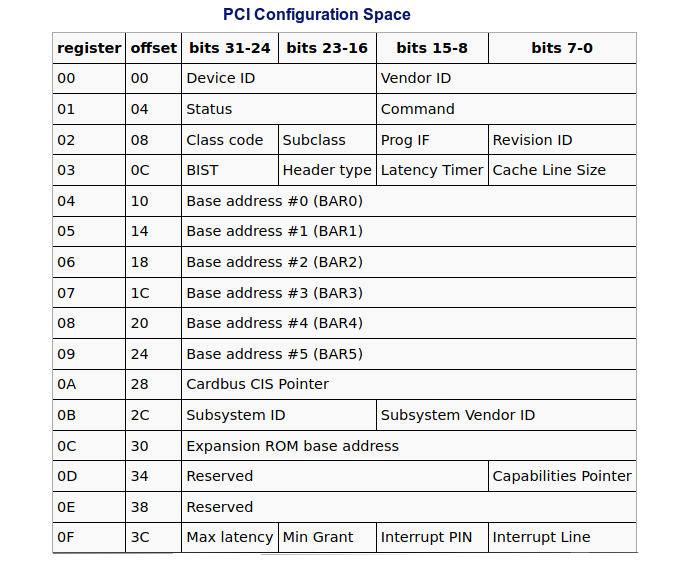 PCI Configuration Space
register offset bits 31-24 bits 23-16 bits 15-8 bits 7-0
00 00 Device ID Vendor ID
01 04 Status Command
02 08 Class code Subclass Prog IF Revision ID
03 0C BIST Header type Latency Timer Cache Line Size
04 10 Base address #0 (BAR0)
05 14 Base address #1 (BAR1)
06 18 Base address #2 (BAR2)
07 1C Base address #3 (BAR3)
08 20 Base address #4 (BAR4)
09 24 Base address #5 (BAR5)
0A 28 Cardbus CIS Pointer
0B 2C Subsystem ID Subsystem Vendor ID
0C 30 Expansion ROM base address
0D 34 Reserved Capabilities Pointer
0E 38 Reserved
0F 3C Max latency Min Grant Interrupt PIN Interrupt Line